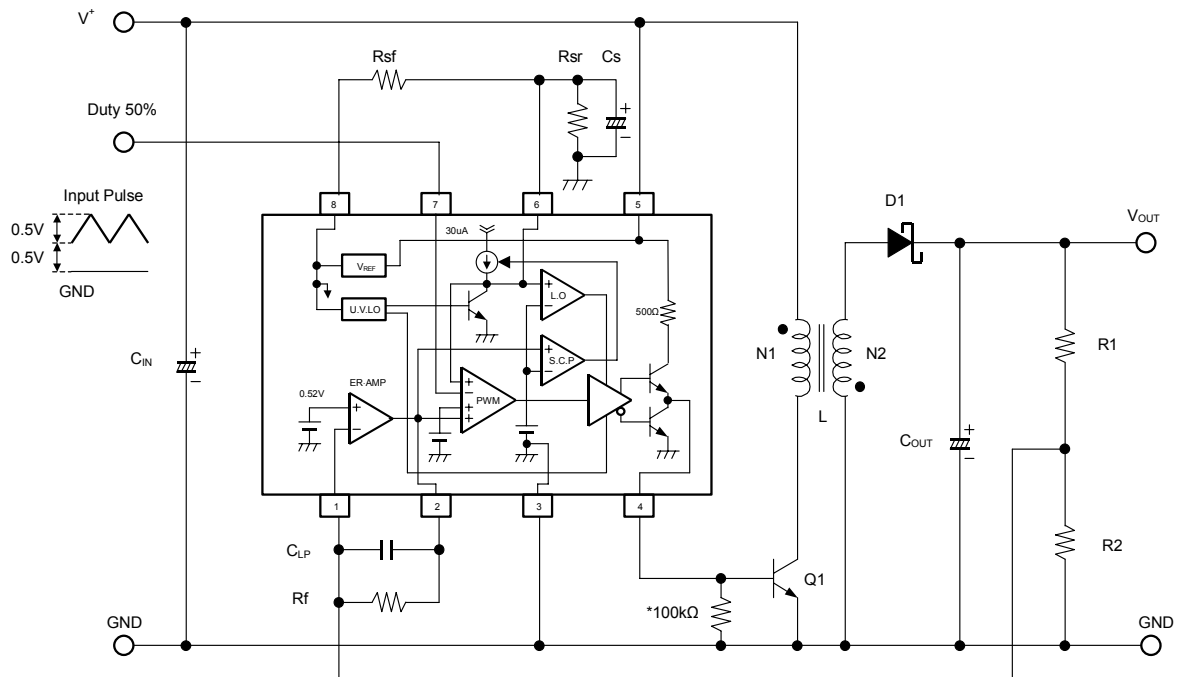 V+
Rsf
Rsr
Cs
Duty 50%
Input Pulse
0.5V
0.5V
GND
8
7
6
5
30uA
VREF
U.V.LO
L.O
S.C.P
500Ω
D1
VOUT
CIN
+
-
N1
N2
L
R1
0.52V
ER-AMP
PWM
COUT
+
-
1
2
3
4
CLP
Rf
Q1
*100kΩ
R2
GND
GND